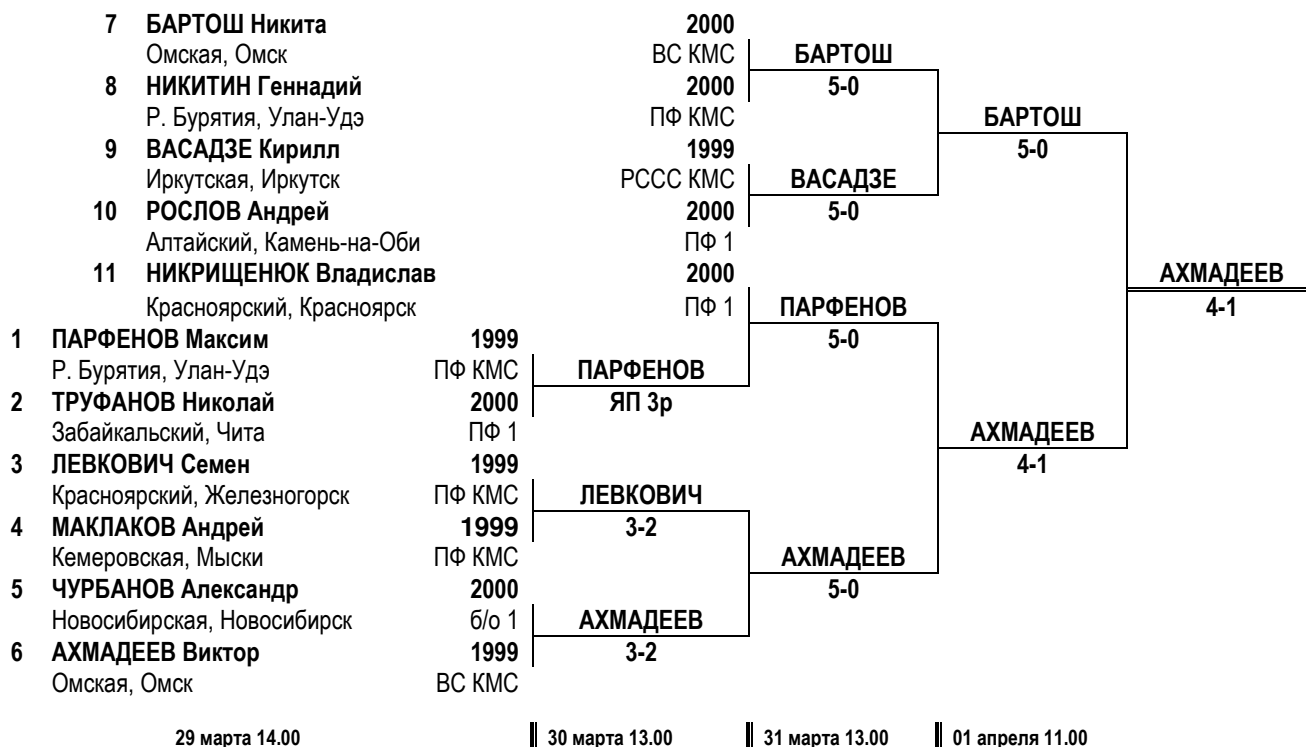 7 БАРТОШ Никита 2000
Омская, Омск ВС КМС БАРТОШ
8 НИКИТИН Геннадий 2000 5-0
Р. Бурятия, Улан-Удэ ПФ КМС БАРТОШ
9 ВАСАДЗЕ Кирилл 1999 5-0
Иркутская, Иркутск РССС КМС ВАСАДЗЕ
10 РОСЛОВ Андрей 2000 5-0
Алтайский, Камень-на-Оби ПФ 1
11 НИКРИЩЕНЮК Владислав 2000 АХМАДЕЕВ
Красноярский, Красноярск ПФ 1 ПАРФЕНОВ 4-1
1 ПАРФЕНОВ Максим 1999 5-0
Р. Бурятия, Улан-Удэ ПФ КМС ПАРФЕНОВ
2 ТРУФАНОВ Николай 2000 ЯП 3р
Забайкальский, Чита ПФ 1 АХМАДЕЕВ
3 ЛЕВКОВИЧ Семен 1999 4-1
Красноярский, Железногорск ПФ КМС ЛЕВКОВИЧ
4 МАКЛАКОВ Андрей 1999 3-2
Кемеровская, Мыски ПФ КМС АХМАДЕЕВ
5 ЧУРБАНОВ Александр 2000 5-0
Новосибирская, Новосибирск б/о 1 АХМАДЕЕВ
6 АХМАДЕЕВ Виктор 1999 3-2
Омская, Омск ВС КМС
29 марта 14.00 30 марта 13.00 31 марта 13.00 01 апреля 11.00